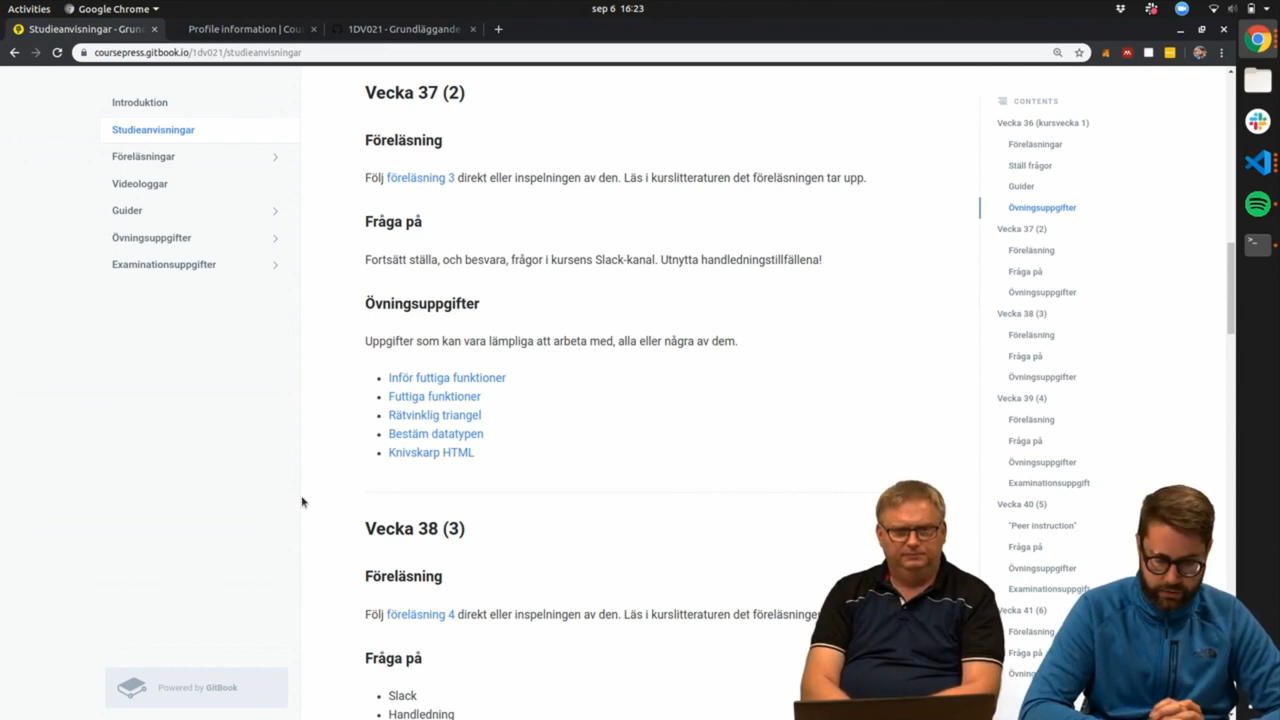 Activities
Google Chrome
sep 6 16:23
Studieanvisningar - Grun
Profile information | Cou
1DV021 - Grundläggande
coursepress.gitbook.io/1dv021/studieanvisningar
Introduktion
Studieanvisningar
Föreläsningar
Videologgar
Guider
Övningsuppgifter
Examinationsuppgifter
Powered by GitBook
Vecka 37 (2)
Föreläsning
Följ föreläsning 3 direkt eller inspelningen av den. Läs i kurslitteraturen det föreläsningen tar upp.
Fråga på
Fortsätt ställa, och besvara, frågor i kursens Slack-kanal. Utnytta handledningstillfällena!
Övningsuppgifter
Uppgifter som kan vara lämpliga att arbeta med, alla eller några av dem.
Inför futtiga funktioner
Futtiga funktioner
Rätvinklig triangel
Bestäm datatypen
Knivskarp HTML
Vecka 38 (3)
Föreläsning
Följ föreläsning 4 direkt eller inspelningen av den. Läs i kurslitteraturen det föreläsninge
Fråga på
Slack
Handledning
CONTENTS
Vecka 36 (kursvecka 1)
Föreläsningar
Ställ frågor
Guider
Övningsuppgifter
Vecka 37 (2)
Föreläsning
Fråga på
Övningsuppgifter
Vecka 38 (3)
Föreläsning
Fråga på
Övningsuppgifter
Vecka 39 (4)
Föreläsning
Fråga på
Övningsuppgifter
Examinationsuppgift
Vecka 40 (5)
"Peer instruction"
Fråga på
Övningsuppgifter
Examinationsuppgift
Vecka 41 (6)
Föreläsning
Fråga på
Övning